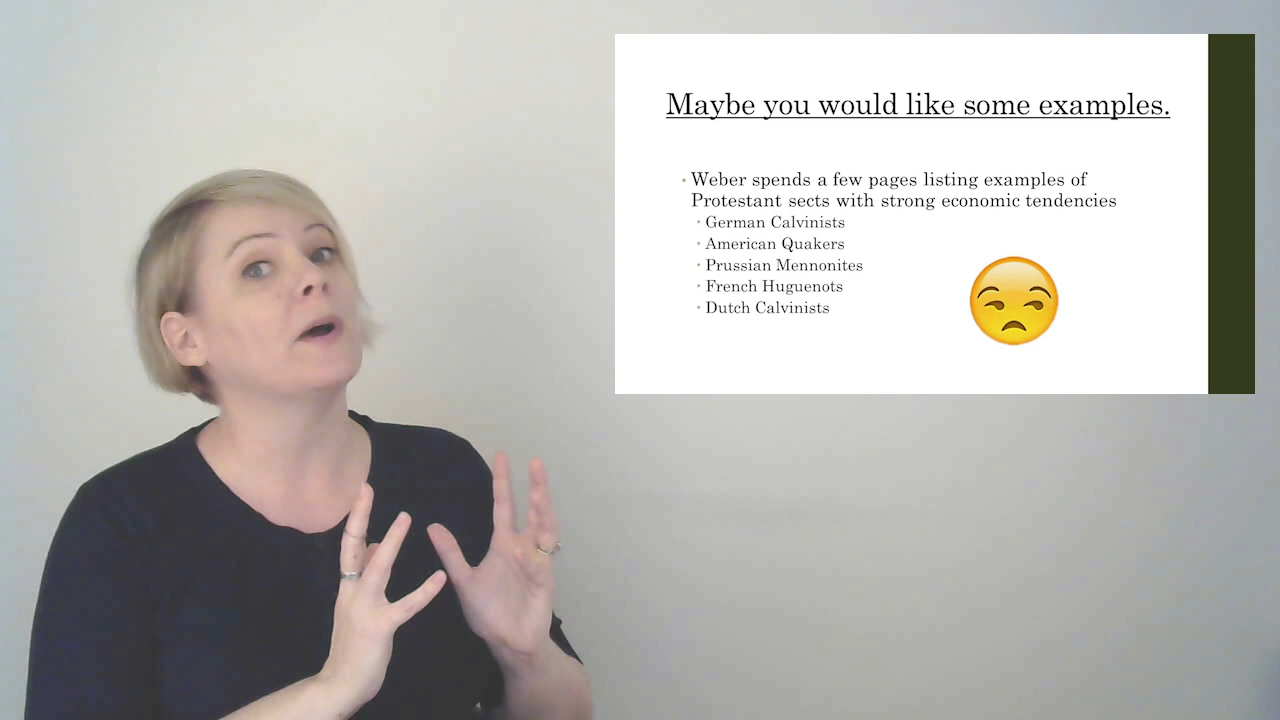 Maybe you would like some examples.
Weber spends a few pages listing examples of
Protestant sects with strong economic tendencies
German Calvinists
American Quakers
Prussian Mennonites
French Huguenots
Dutch Calvinists